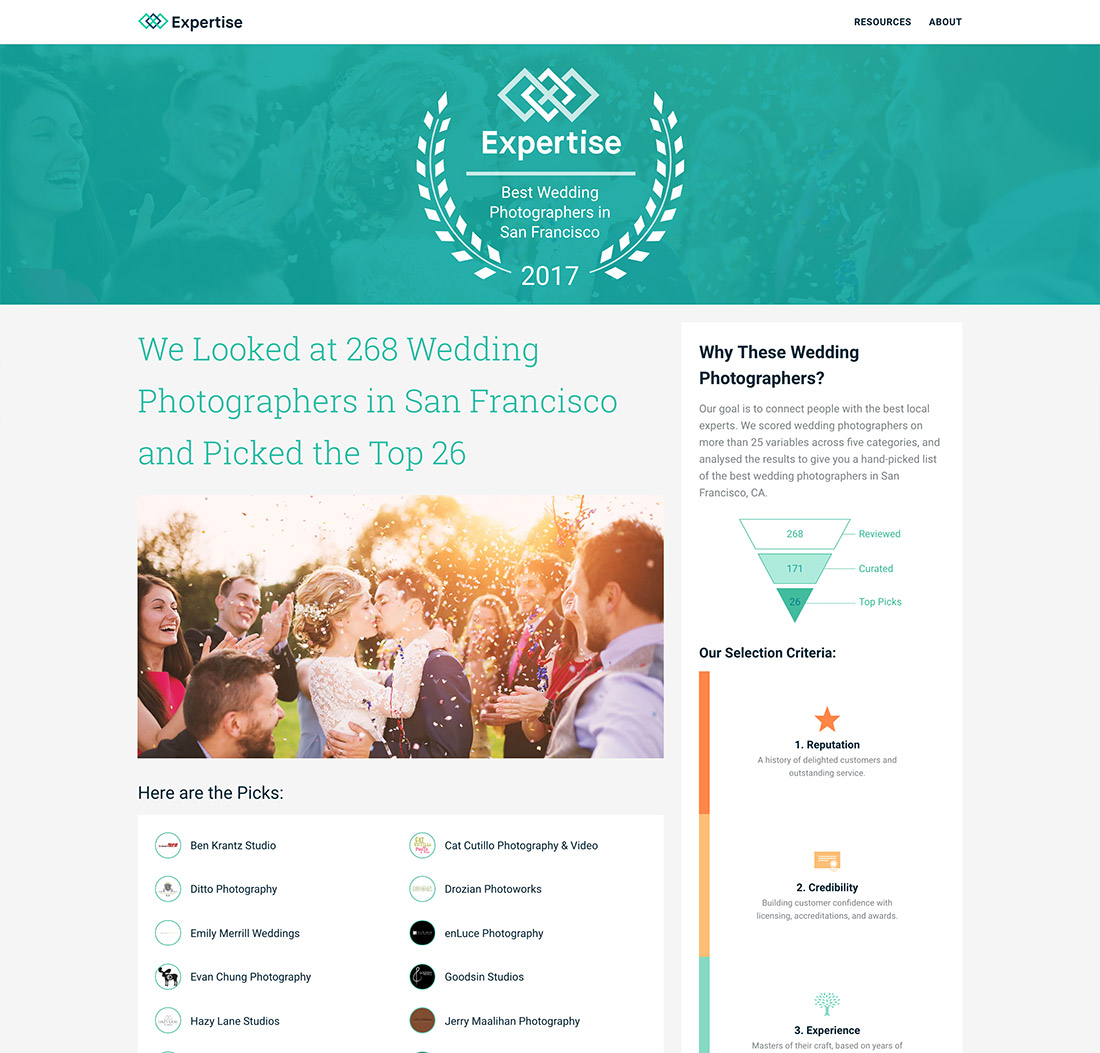 Expertise
RESOURCES
ABOUT
Expertise
Best Wedding
Photographers in
San Francisco
2017
We Looked at 268 Wedding
Photographers in San Francisco
and Picked the Top 26
Here are the Picks:
Ben Krantz Studio
Cat Cutillo Photography & Video
Ditto Photography
Drozian Photoworks
Emily Merrill Weddings
enLuce Photography
Evan Chung Photography
Goodsin Studios
Hazy Lane Studios
Jerry Maalihan Photography
Why These Wedding
Photographers?
Our goal is to connect people with the best local
experts. We scored wedding photographers on
more than 25 variables across five categories, and
analysed the results to give you a hand-picked list
of the best wedding photographers in San
Francisco, CA.
268
Reviewed
171
Curated
26
Top Picks
Our Selection Criteria:
1. Reputation
A history of delighted customers and
outstanding service.
2. Credibility
Building customer confidence with
licensing, accreditations, and awards.
3. Experience
Masters of their craft, based on years of